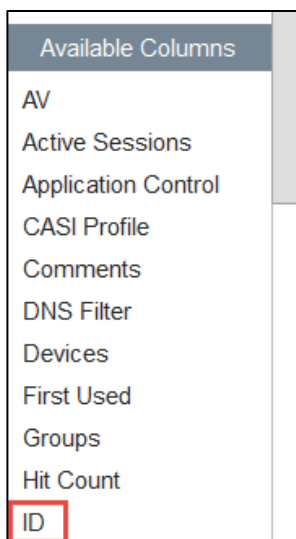 Available Columns
AV
Active Sessions
Application Control
CASI Profile
Comments
DNS Filter
Devices
First Used
Groups
Hit Count
ID